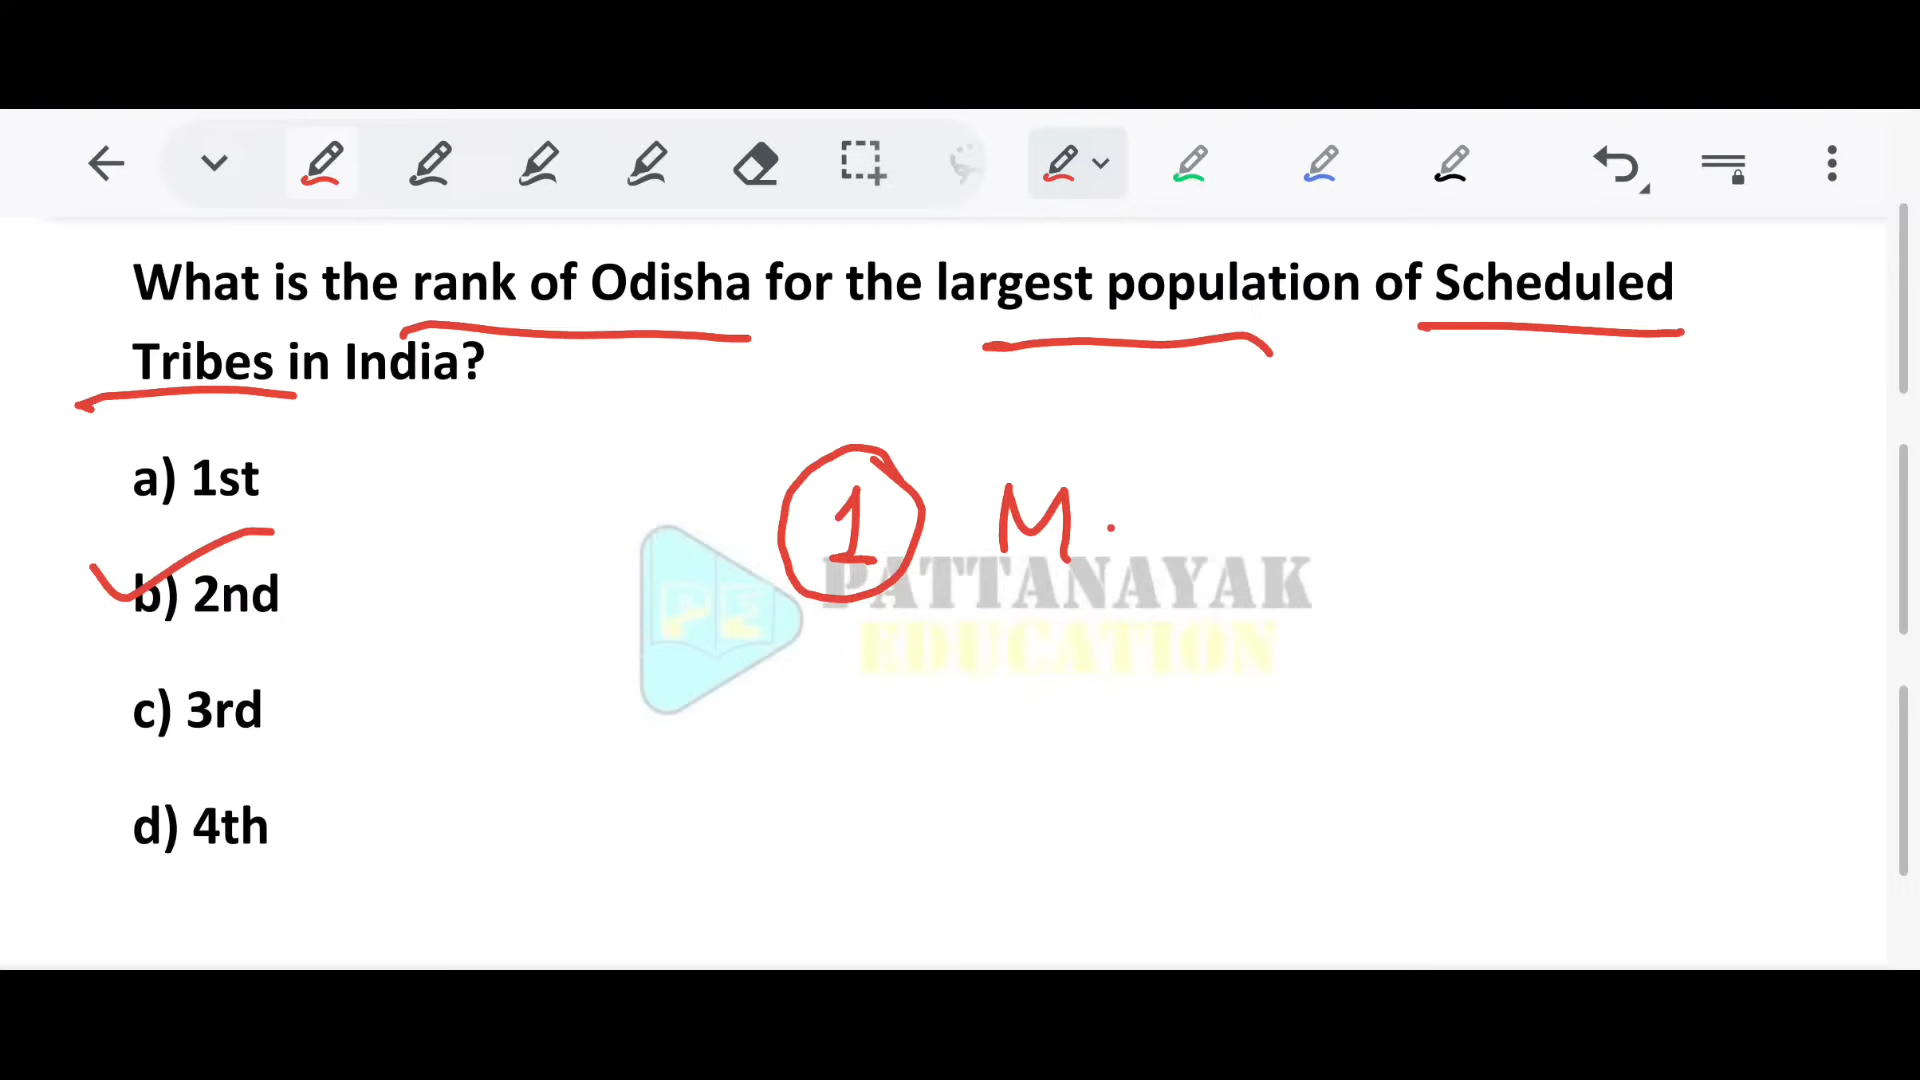 What is the rank of Odisha for the largest population of Scheduled
Tribes in India?
a) 1st
1 M.
b) 2nd
PATTANAYAK
PE
EDUCATION
c) 3rd
d) 4th